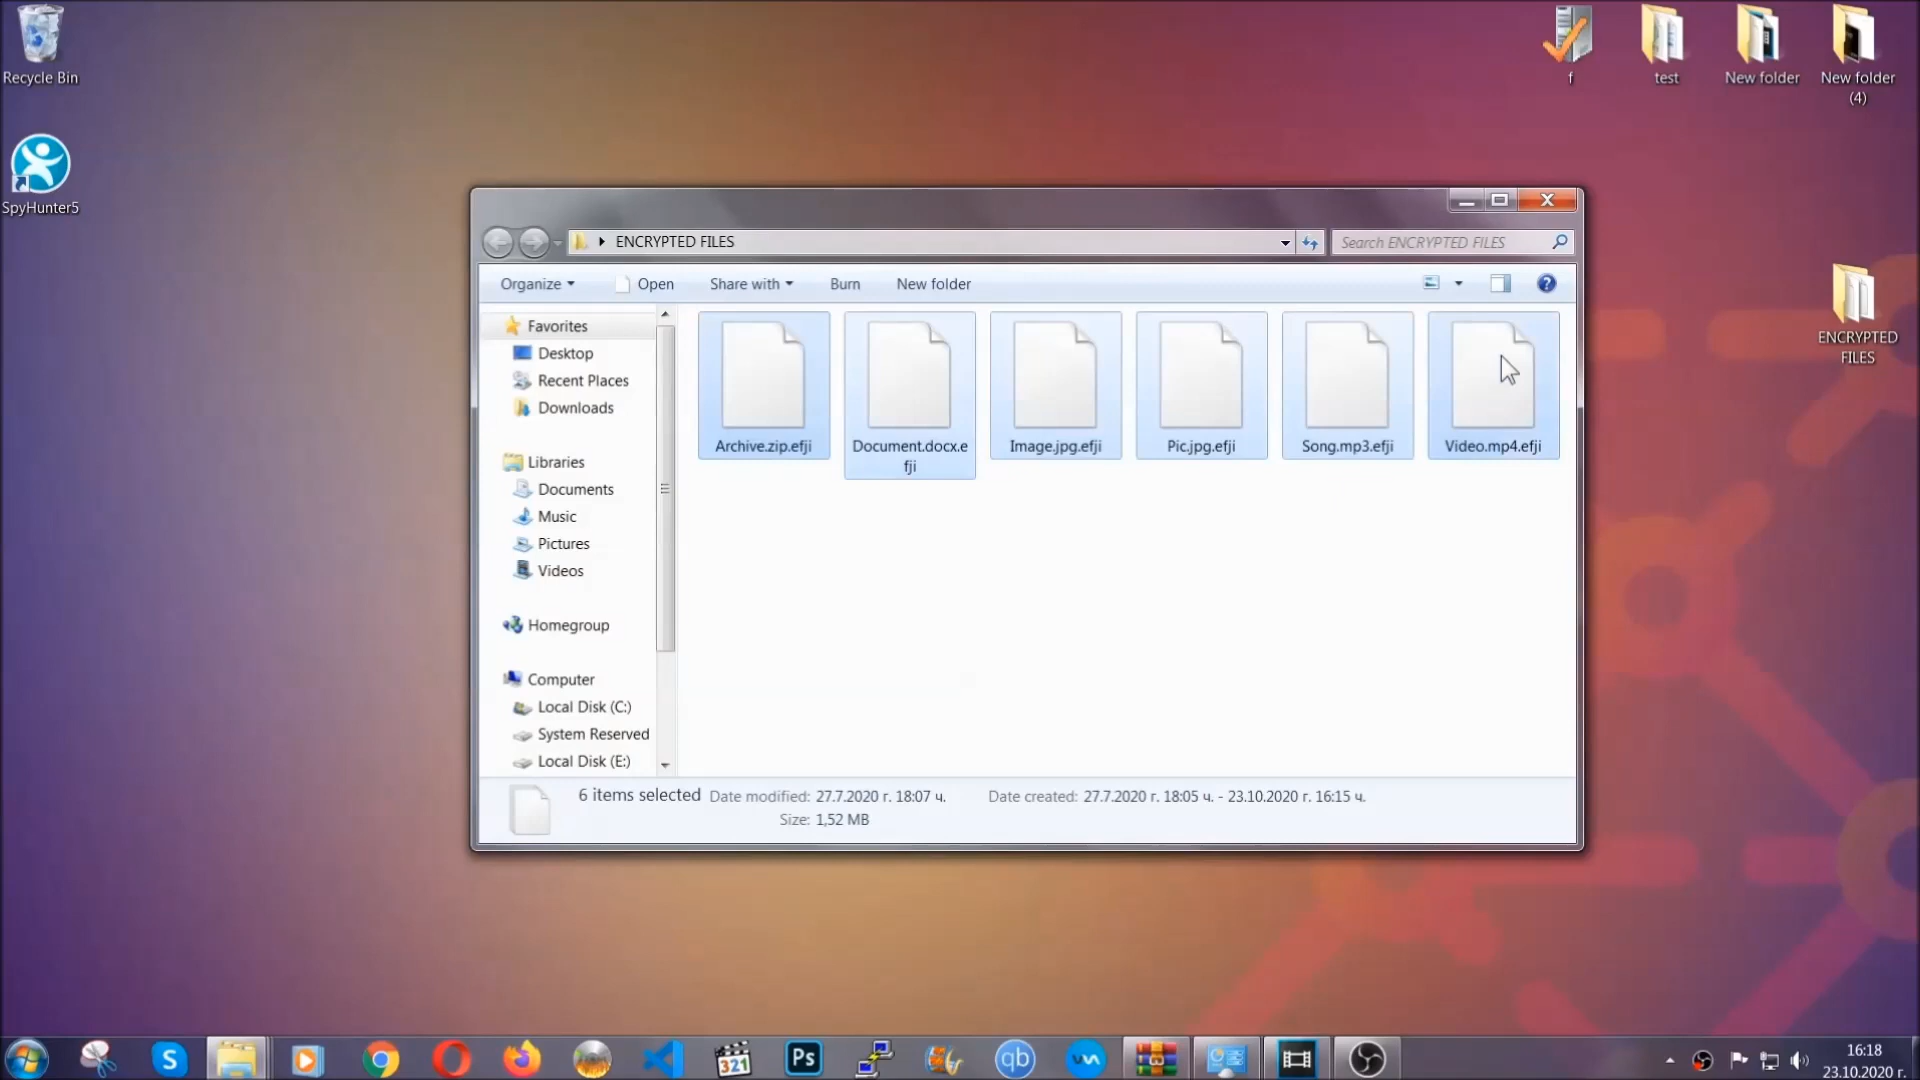 Recycle Bin
SpyHunter5
f
test
New folder
New folder
(4)
ENCRYPTED
FILES
ENCRYPTED FILES
Search ENCRYPTED FILES
Organize
Open
Share with
Burn
New folder
Favorites
Desktop
Recent Places
Downloads
Libraries
Documents
Music
Pictures
Videos
Homegroup
Computer
Local Disk (C:)
System Reserved
Local Disk (E:)
Archive.zip.efji
Document.docx.e
fji
Image.jpg.efji
Pic.jpg.efji
Song.mp3.efji
Video.mp4.efji
6 items selected
Date modified: 27.7.2020 г. 18:07 ч.
Date created: 27.7.2020 г. 18:05 ч. - 23.10.2020 г. 16:15 ч.
Size: 1,52 MB
S
321
Ps
qb
16:18
23.10.2020 г.